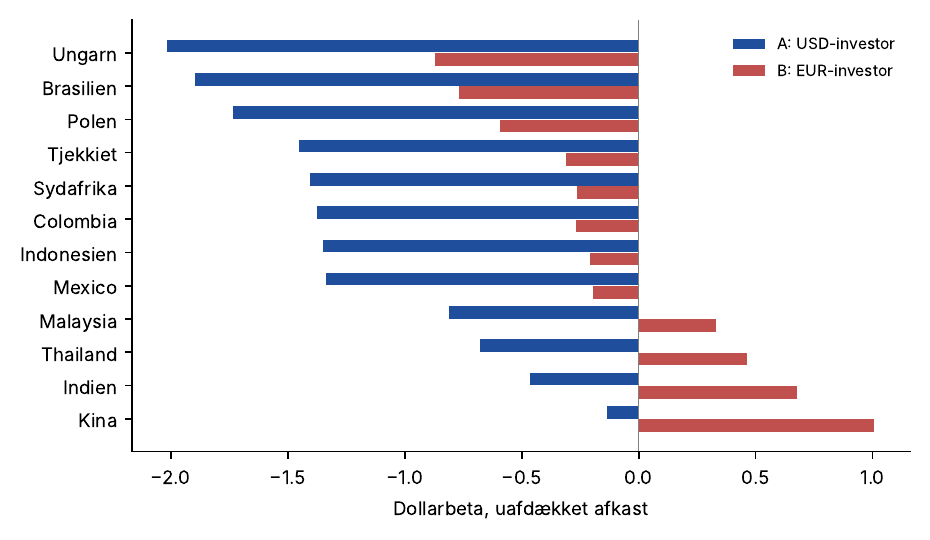 A: USD-investor
B: EUR-investor
Ungarn
Brasilien
Polen
Tjekkiet
Sydafrika
Colombia
Indonesien
Mexico
Malaysia
Thailand
Indien
Kina
−2.0 −1.5 −1.0 −0.5 0.0 0.5 1.0
Dollarbeta, uafdækket afkast